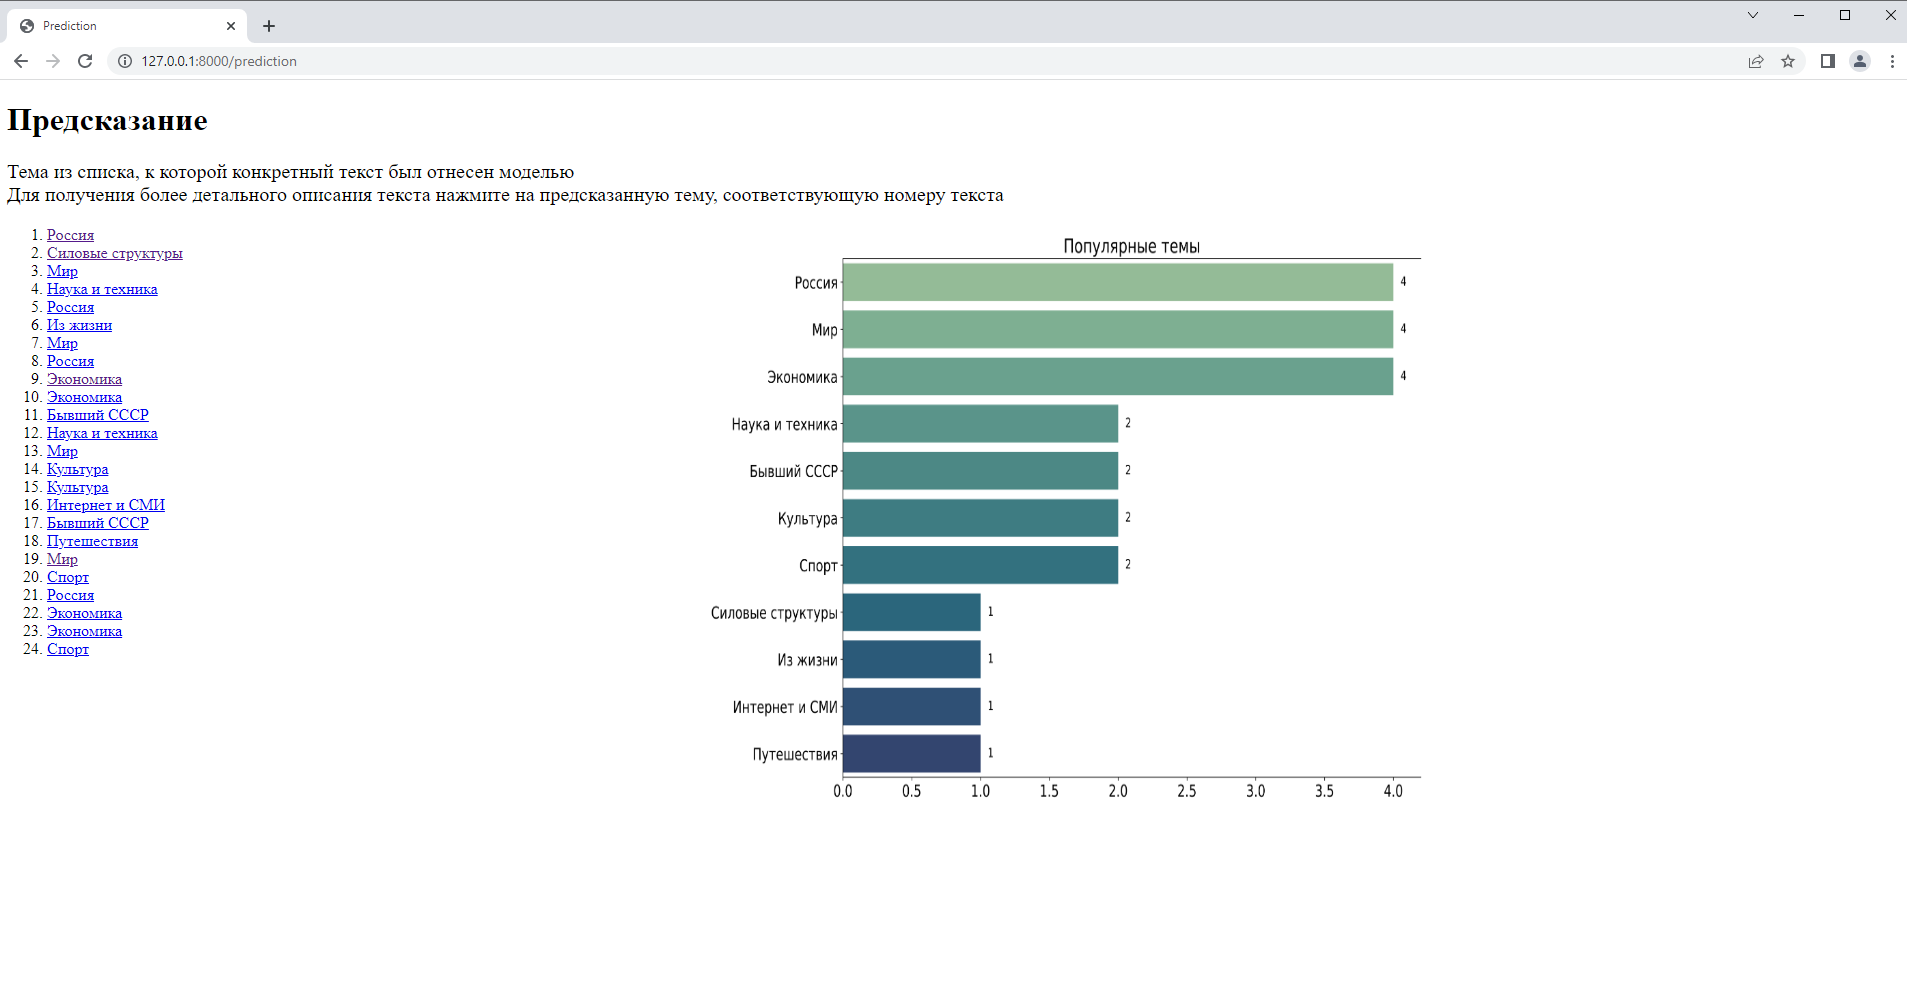 Prediction
127.0.0.1:8000/prediction
Предсказание
Тема из списка, к которой конкретный текст был отнесен моделью
Для получения более детального описания текста нажмите на предсказанную тему, соответствующую номеру текста
1. Россия
2. Силовые структуры
3. Мир
4. Наука и техника
5. Россия
6. Из жизни
7. Мир
8. Россия
9. Экономика
10. Экономика
11. Бывший СССР
12. Наука и техника
13. Мир
14. Культура
15. Культура
16. Интернет и СМИ
17. Бывший СССР
18. Путешествия
19. Мир
20. Спорт
21. Россия
22. Экономика
23. Экономика
24. Спорт
Популярные темы
Россия 4
Мир 4
Экономика 4
Наука и техника 2
Бывший СССР 2
Культура 2
Спорт 2
Силовые структуры 1
Из жизни 1
Интернет и СМИ 1
Путешествия 1
0.0 0.5 1.0 1.5 2.0 2.5 3.0 3.5 4.0